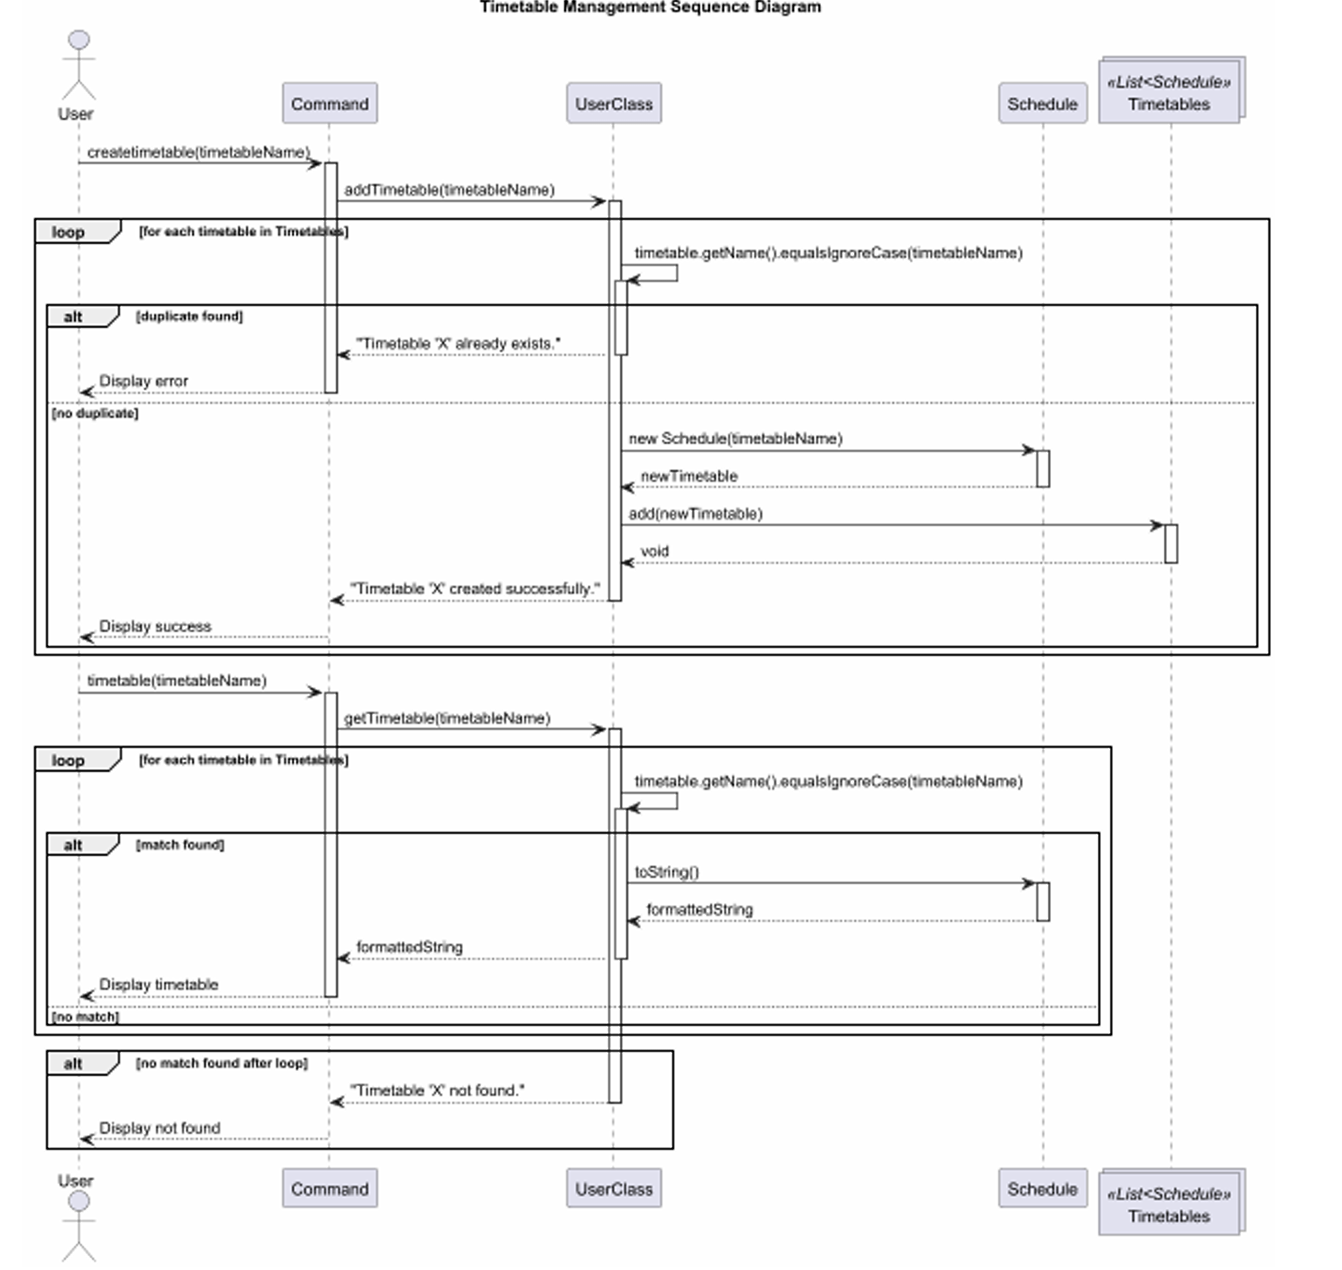 Timetable Management Sequence Diagram
User
Command
UserClass
Schedule
«List<Schedule»
Timetables
createtimetable(timetableName)
addTimetable(timetableName)
loop [for each timetable in Timetables]
timetable.getName().equalsIgnoreCase(timetableName)
alt [duplicate found]
"Timetable 'X' already exists."
Display error
[no duplicate]
new Schedule(timetableName)
newTimetable
add(newTimetable)
void
"Timetable 'X' created successfully."
Display success
timetable(timetableName)
getTimetable(timetableName)
loop [for each timetable in Timetables]
timetable.getName().equalsIgnoreCase(timetableName)
alt [match found]
toString()
formattedString
formattedString
Display timetable
[no match]
alt [no match found after loop]
"Timetable 'X' not found."
Display not found
User
Command
UserClass
Schedule
«List<Schedule»
Timetables